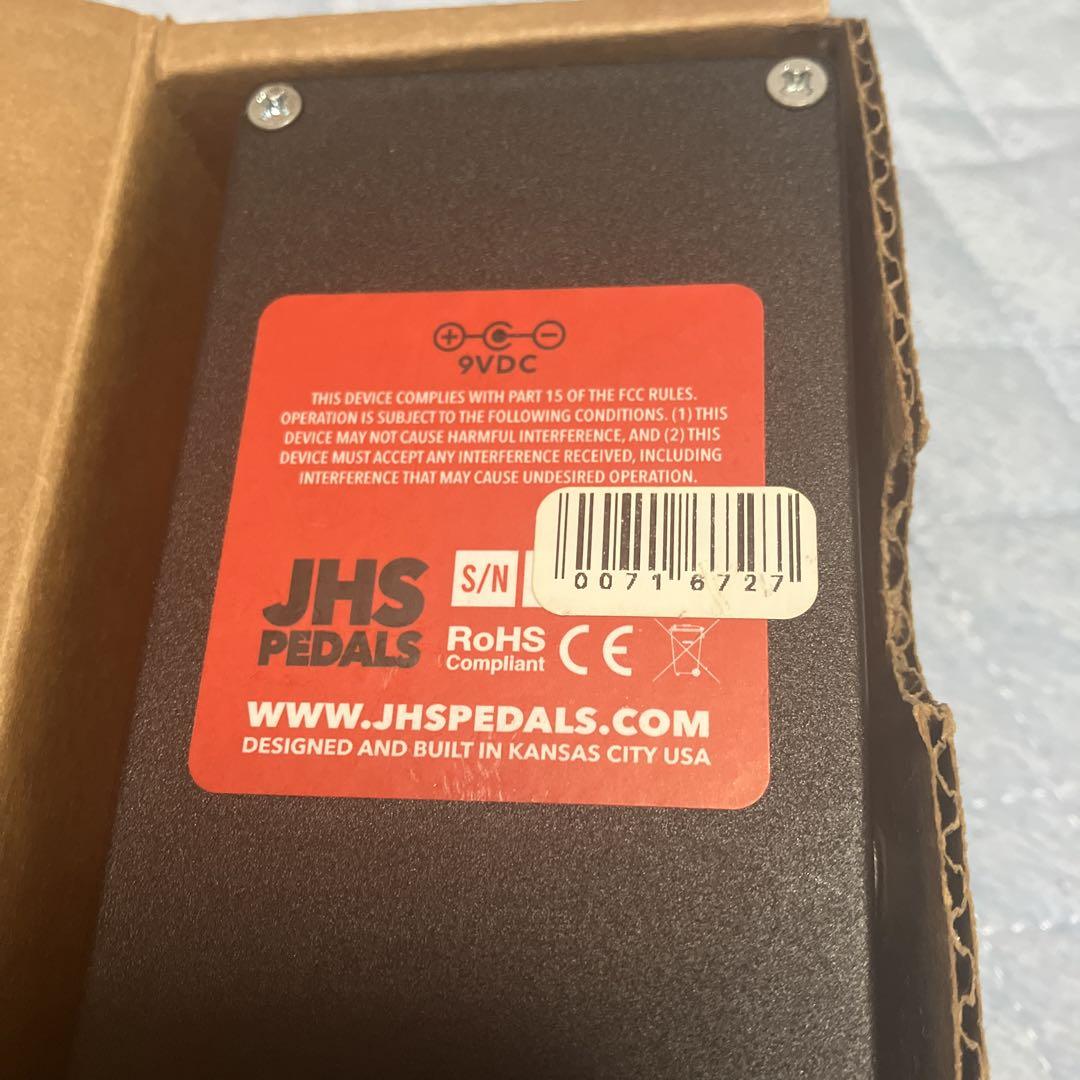 9VDC
THIS DEVICE COMPLIES WITH PART 15 OF THE FCC RULES.
OPERATION IS SUBJECT TO THE FOLLOWING CONDITIONS. (1) THIS
DEVICE MAY NOT CAUSE HARMFUL INTERFERENCE, AND (2) THIS
DEVICE MUST ACCEPT ANY INTERFERENCE RECEIVED, INCLUDING
INTERFERENCE THAT MAY CAUSE UNDESIRED OPERATION.
JHS
PEDALS
S/N
00716727
RoHS
Compliant
CE
WWW.JHSPEDALS.COM
DESIGNED AND BUILT IN KANSAS CITY USA